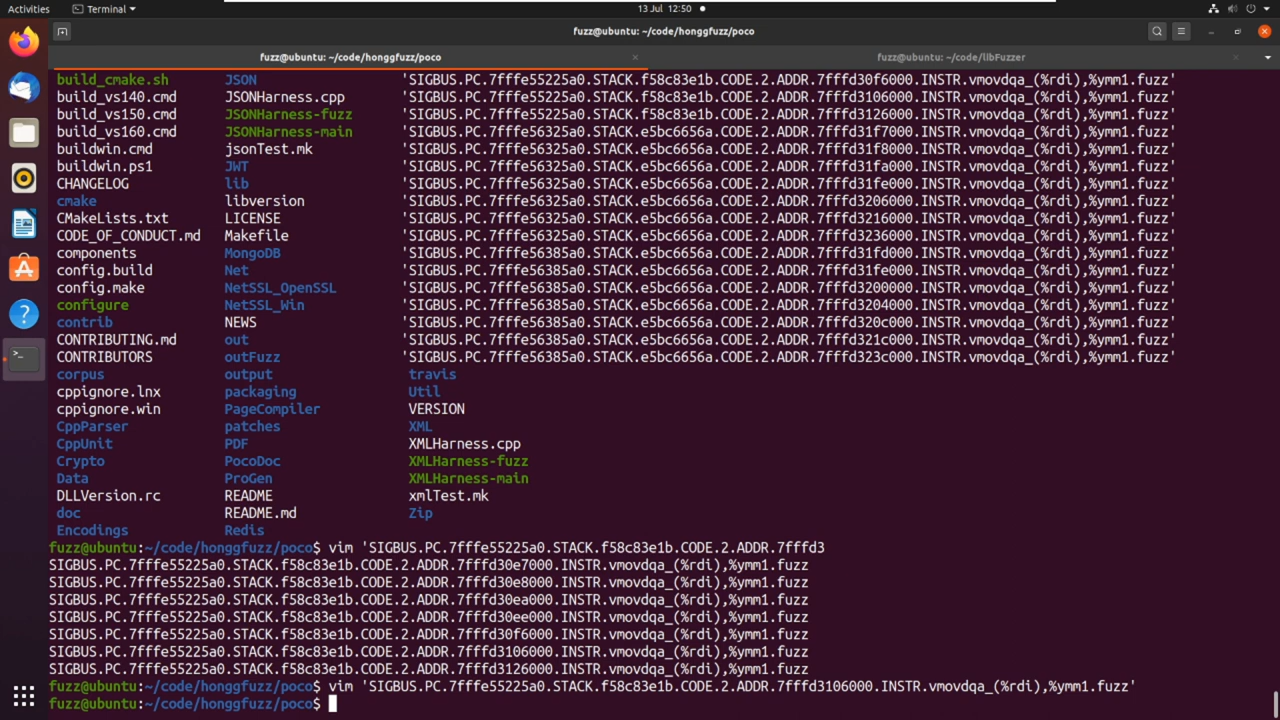 Activities Terminal 13 Jul 12:50
fuzz@ubuntu: ~/code/honggfuzz/poco
fuzz@ubuntu: ~/code/honggfuzz/poco fuzz@ubuntu: ~/code/libFuzzer
build_cmake.sh JSON 'SIGBUS.PC.7fffe55225a0.STACK.f58c83e1b.CODE.2.ADDR.7fffd30f6000.INSTR.vmovdqa_(%rdi),%ymm1.fuzz'
build_vs140.cmd JSONHarness.cpp 'SIGBUS.PC.7fffe55225a0.STACK.f58c83e1b.CODE.2.ADDR.7fffd3106000.INSTR.vmovdqa_(%rdi),%ymm1.fuzz'
build_vs150.cmd JSONHarness-fuzz 'SIGBUS.PC.7fffe55225a0.STACK.f58c83e1b.CODE.2.ADDR.7fffd3126000.INSTR.vmovdqa_(%rdi),%ymm1.fuzz'
build_vs160.cmd JSONHarness-main 'SIGBUS.PC.7fffe56325a0.STACK.e5bc6656a.CODE.2.ADDR.7fffd31f7000.INSTR.vmovdqa_(%rdi),%ymm1.fuzz'
buildwin.cmd jsonTest.mk 'SIGBUS.PC.7fffe56325a0.STACK.e5bc6656a.CODE.2.ADDR.7fffd31f8000.INSTR.vmovdqa_(%rdi),%ymm1.fuzz'
buildwin.ps1 JWT 'SIGBUS.PC.7fffe56325a0.STACK.e5bc6656a.CODE.2.ADDR.7fffd31fa000.INSTR.vmovdqa_(%rdi),%ymm1.fuzz'
CHANGELOG lib 'SIGBUS.PC.7fffe56325a0.STACK.e5bc6656a.CODE.2.ADDR.7fffd31fe000.INSTR.vmovdqa_(%rdi),%ymm1.fuzz'
cmake libversion 'SIGBUS.PC.7fffe56325a0.STACK.e5bc6656a.CODE.2.ADDR.7fffd3206000.INSTR.vmovdqa_(%rdi),%ymm1.fuzz'
CMakeLists.txt LICENSE 'SIGBUS.PC.7fffe56325a0.STACK.e5bc6656a.CODE.2.ADDR.7fffd3216000.INSTR.vmovdqa_(%rdi),%ymm1.fuzz'
CODE_OF_CONDUCT.md Makefile 'SIGBUS.PC.7fffe56325a0.STACK.e5bc6656a.CODE.2.ADDR.7fffd3236000.INSTR.vmovdqa_(%rdi),%ymm1.fuzz'
components MongoDB 'SIGBUS.PC.7fffe56385a0.STACK.e5bc6656a.CODE.2.ADDR.7fffd31fd000.INSTR.vmovdqa_(%rdi),%ymm1.fuzz'
config.build Net 'SIGBUS.PC.7fffe56385a0.STACK.e5bc6656a.CODE.2.ADDR.7fffd31fe000.INSTR.vmovdqa_(%rdi),%ymm1.fuzz'
config.make NetSSL_OpenSSL 'SIGBUS.PC.7fffe56385a0.STACK.e5bc6656a.CODE.2.ADDR.7fffd3200000.INSTR.vmovdqa_(%rdi),%ymm1.fuzz'
configure NetSSL_Win 'SIGBUS.PC.7fffe56385a0.STACK.e5bc6656a.CODE.2.ADDR.7fffd3204000.INSTR.vmovdqa_(%rdi),%ymm1.fuzz'
contrib NEWS 'SIGBUS.PC.7fffe56385a0.STACK.e5bc6656a.CODE.2.ADDR.7fffd320c000.INSTR.vmovdqa_(%rdi),%ymm1.fuzz'
CONTRIBUTING.md out 'SIGBUS.PC.7fffe56385a0.STACK.e5bc6656a.CODE.2.ADDR.7fffd321c000.INSTR.vmovdqa_(%rdi),%ymm1.fuzz'
CONTRIBUTORS outFuzz 'SIGBUS.PC.7fffe56385a0.STACK.e5bc6656a.CODE.2.ADDR.7fffd323c000.INSTR.vmovdqa_(%rdi),%ymm1.fuzz'
corpus output travis
cppignore.lnx packaging Util
cppignore.win PageCompiler VERSION
CppParser patches XML
CppUnit PDF XMLHarness.cpp
Crypto PocoDoc XMLHarness-fuzz
Data ProGen XMLHarness-main
DLLVersion.rc README xmlTest.mk
doc README.md Zip
Encodings Redis
fuzz@ubuntu:~/code/honggfuzz/poco$ vim 'SIGBUS.PC.7fffe55225a0.STACK.f58c83e1b.CODE.2.ADDR.7fffd3
SIGBUS.PC.7fffe55225a0.STACK.f58c83e1b.CODE.2.ADDR.7fffd30e7000.INSTR.vmovdqa_(%rdi),%ymm1.fuzz
SIGBUS.PC.7fffe55225a0.STACK.f58c83e1b.CODE.2.ADDR.7fffd30e8000.INSTR.vmovdqa_(%rdi),%ymm1.fuzz
SIGBUS.PC.7fffe55225a0.STACK.f58c83e1b.CODE.2.ADDR.7fffd30ea000.INSTR.vmovdqa_(%rdi),%ymm1.fuzz
SIGBUS.PC.7fffe55225a0.STACK.f58c83e1b.CODE.2.ADDR.7fffd30ee000.INSTR.vmovdqa_(%rdi),%ymm1.fuzz
SIGBUS.PC.7fffe55225a0.STACK.f58c83e1b.CODE.2.ADDR.7fffd30f6000.INSTR.vmovdqa_(%rdi),%ymm1.fuzz
SIGBUS.PC.7fffe55225a0.STACK.f58c83e1b.CODE.2.ADDR.7fffd3106000.INSTR.vmovdqa_(%rdi),%ymm1.fuzz
SIGBUS.PC.7fffe55225a0.STACK.f58c83e1b.CODE.2.ADDR.7fffd3126000.INSTR.vmovdqa_(%rdi),%ymm1.fuzz
fuzz@ubuntu:~/code/honggfuzz/poco$ vim 'SIGBUS.PC.7fffe55225a0.STACK.f58c83e1b.CODE.2.ADDR.7fffd3106000.INSTR.vmovdqa_(%rdi),%ymm1.fuzz'
fuzz@ubuntu:~/code/honggfuzz/poco$